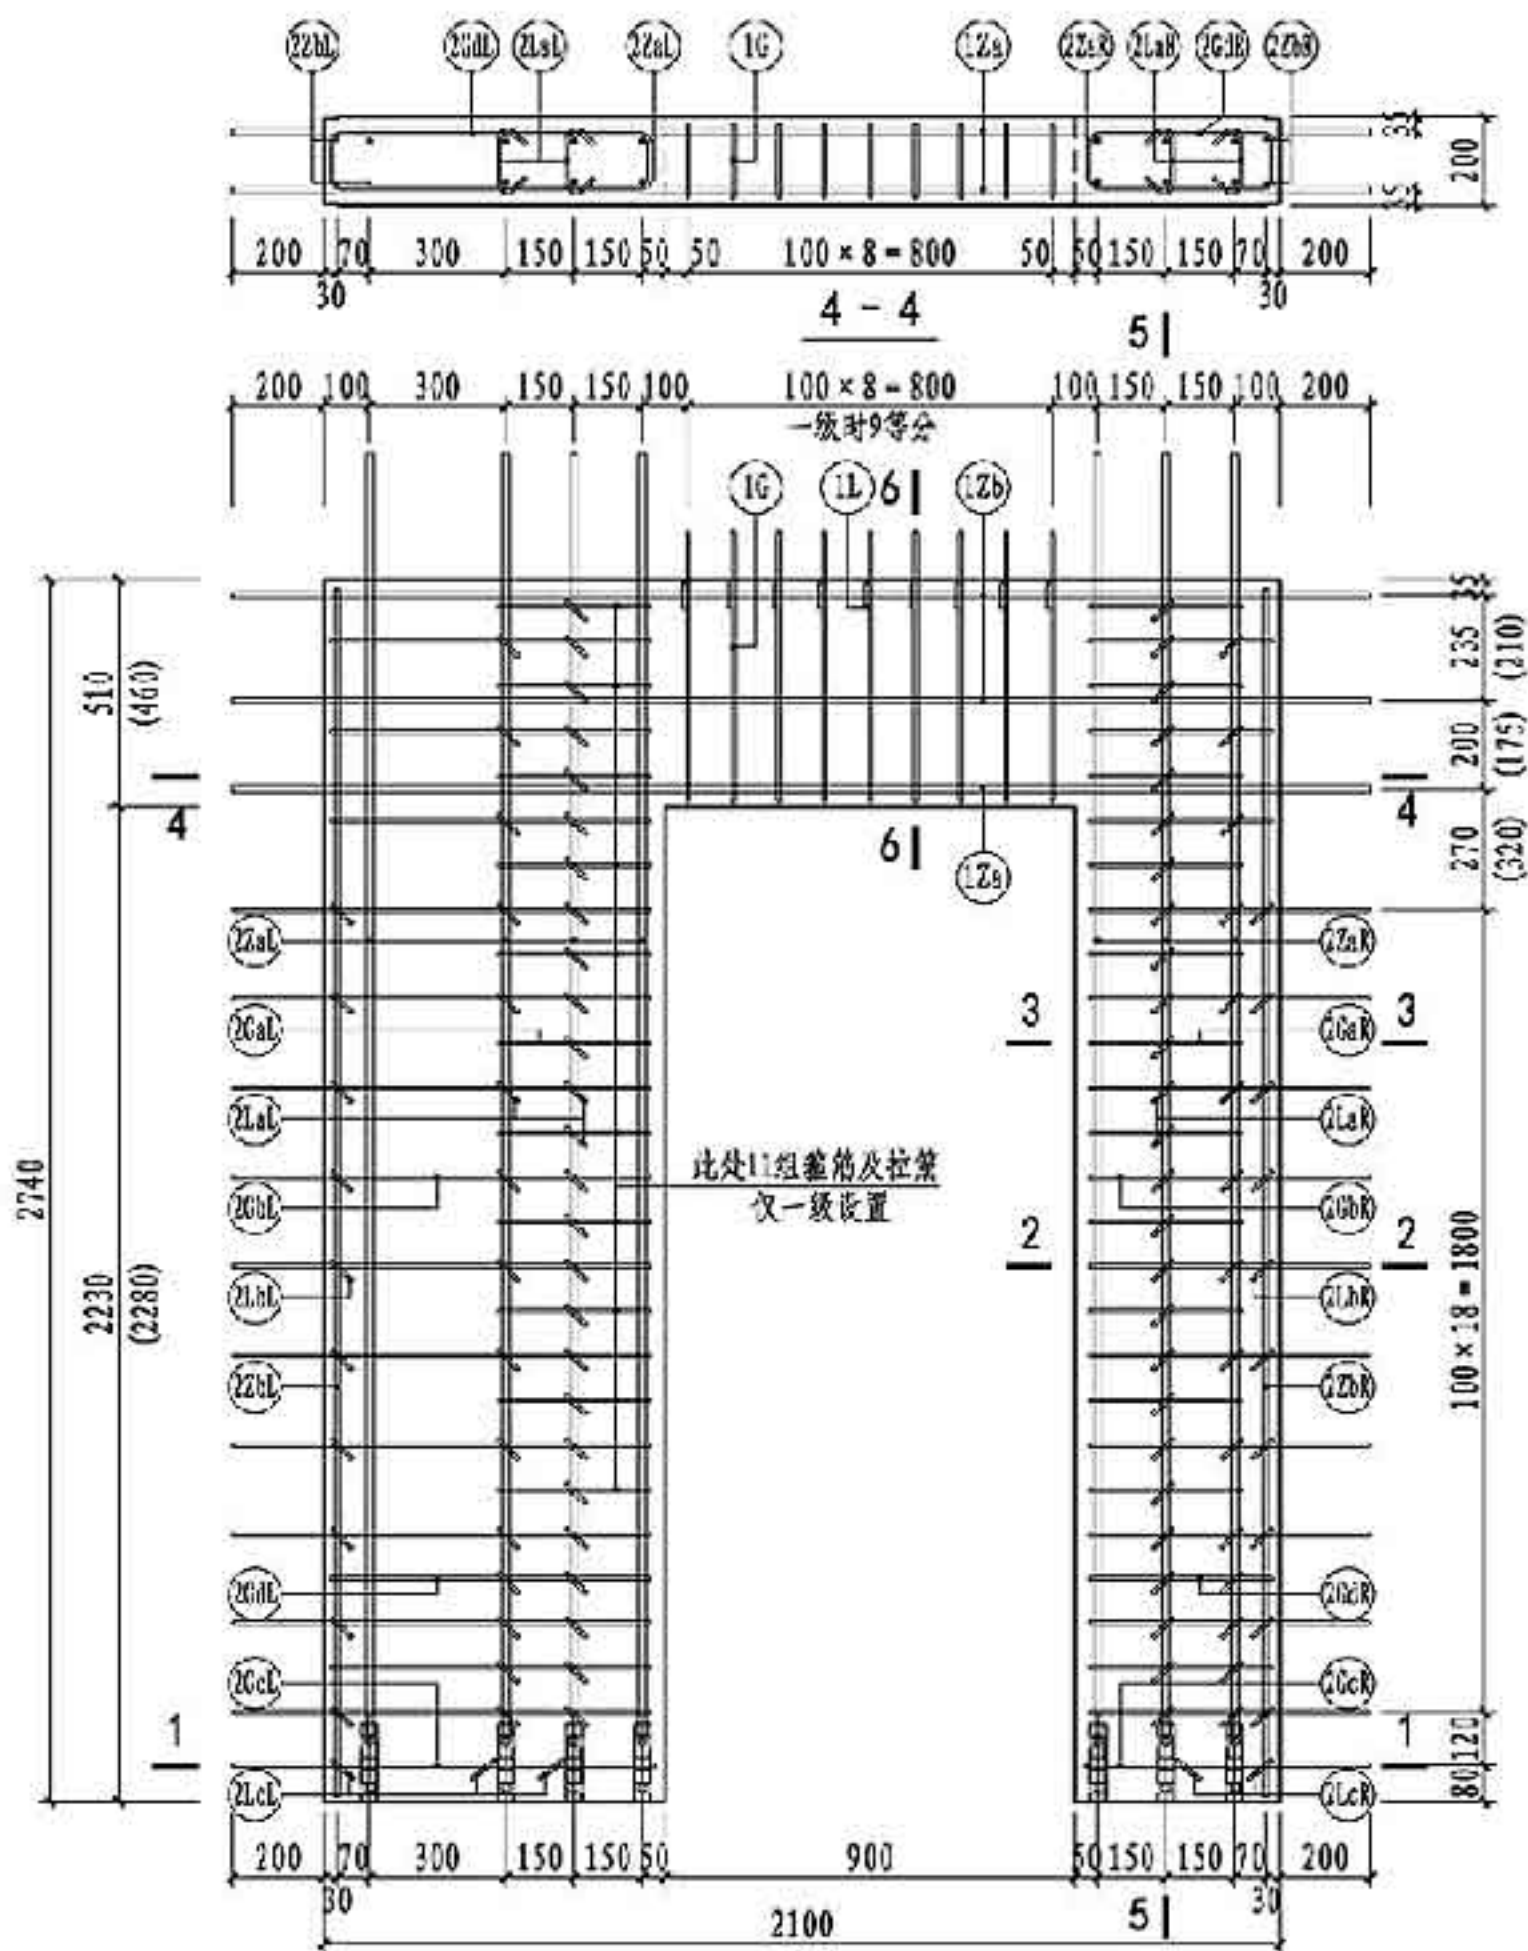 2ZbL 2GdL 2LaL 2ZaL 1G 1Za 2ZaR 2LaR 2GdR 2ZbR
35
200
35
200 70 300 150 150 50 50 100×8=800 50 50 150 150 70 200
30 30
4-4
5
200 100 300 150 150 100 100×8=800 100 150 150 100 200
一级时9等分
1G 1L 6 1Zb
35
510 (460) 235 (210)
200 (175)
4 4
6 1Za 270 (320)
2ZaL 2ZaR
2GaL 3 2GaR 3
2LaL 2LaR
2740
此处11组箍筋及拉筋
仅一级设置
2GbL 2GbR
2 2
2230 (2280) 2LbL 2LbR 100×18=1800
2ZbL 2ZbR
2GdL 2GdR
2GcL 2GcR
1 1 120
2LcL 2LcR 80
200 70 300 150 150 50 900 50 150 150 70 200
30 30
2100 5